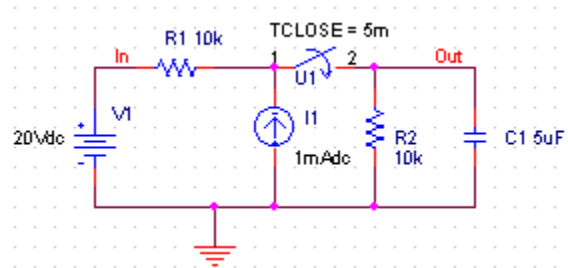 TCLOSE = 5m
R1 10k
In
1
2
Out
U1
V1
20Vdc
I1
1mAdc
R2
10k
C1 5uF